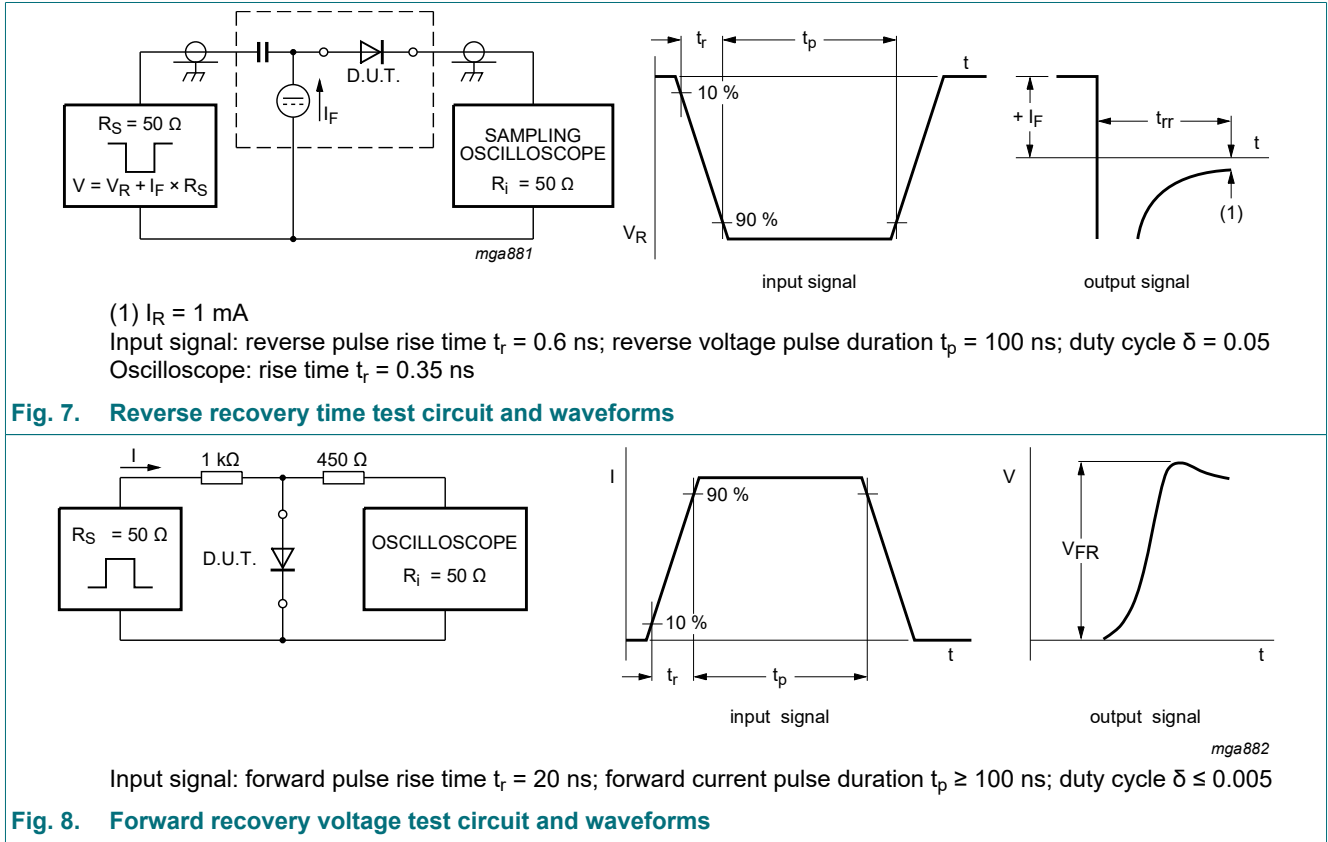 D.U.T.
I_F
R_S = 50 Ω
V = V_R + I_F × R_S
SAMPLING
OSCILLOSCOPE
R_i = 50 Ω
mga881
t_r
t_p
t
10 %
90 %
V_R
input signal
+ I_F
t_rr
t
(1)
output signal
(1) I_R = 1 mA
Input signal: reverse pulse rise time t_r = 0.6 ns; reverse voltage pulse duration t_p = 100 ns; duty cycle δ = 0.05
Oscilloscope: rise time t_r = 0.35 ns
Fig. 7. Reverse recovery time test circuit and waveforms
I
1 kΩ
450 Ω
R_S = 50 Ω
D.U.T.
OSCILLOSCOPE
R_i = 50 Ω
I
90 %
10 %
t
t_r
t_p
input signal
V
V_FR
t
output signal
mga882
Input signal: forward pulse rise time t_r = 20 ns; forward current pulse duration t_p ≥ 100 ns; duty cycle δ ≤ 0.005
Fig. 8. Forward recovery voltage test circuit and waveforms